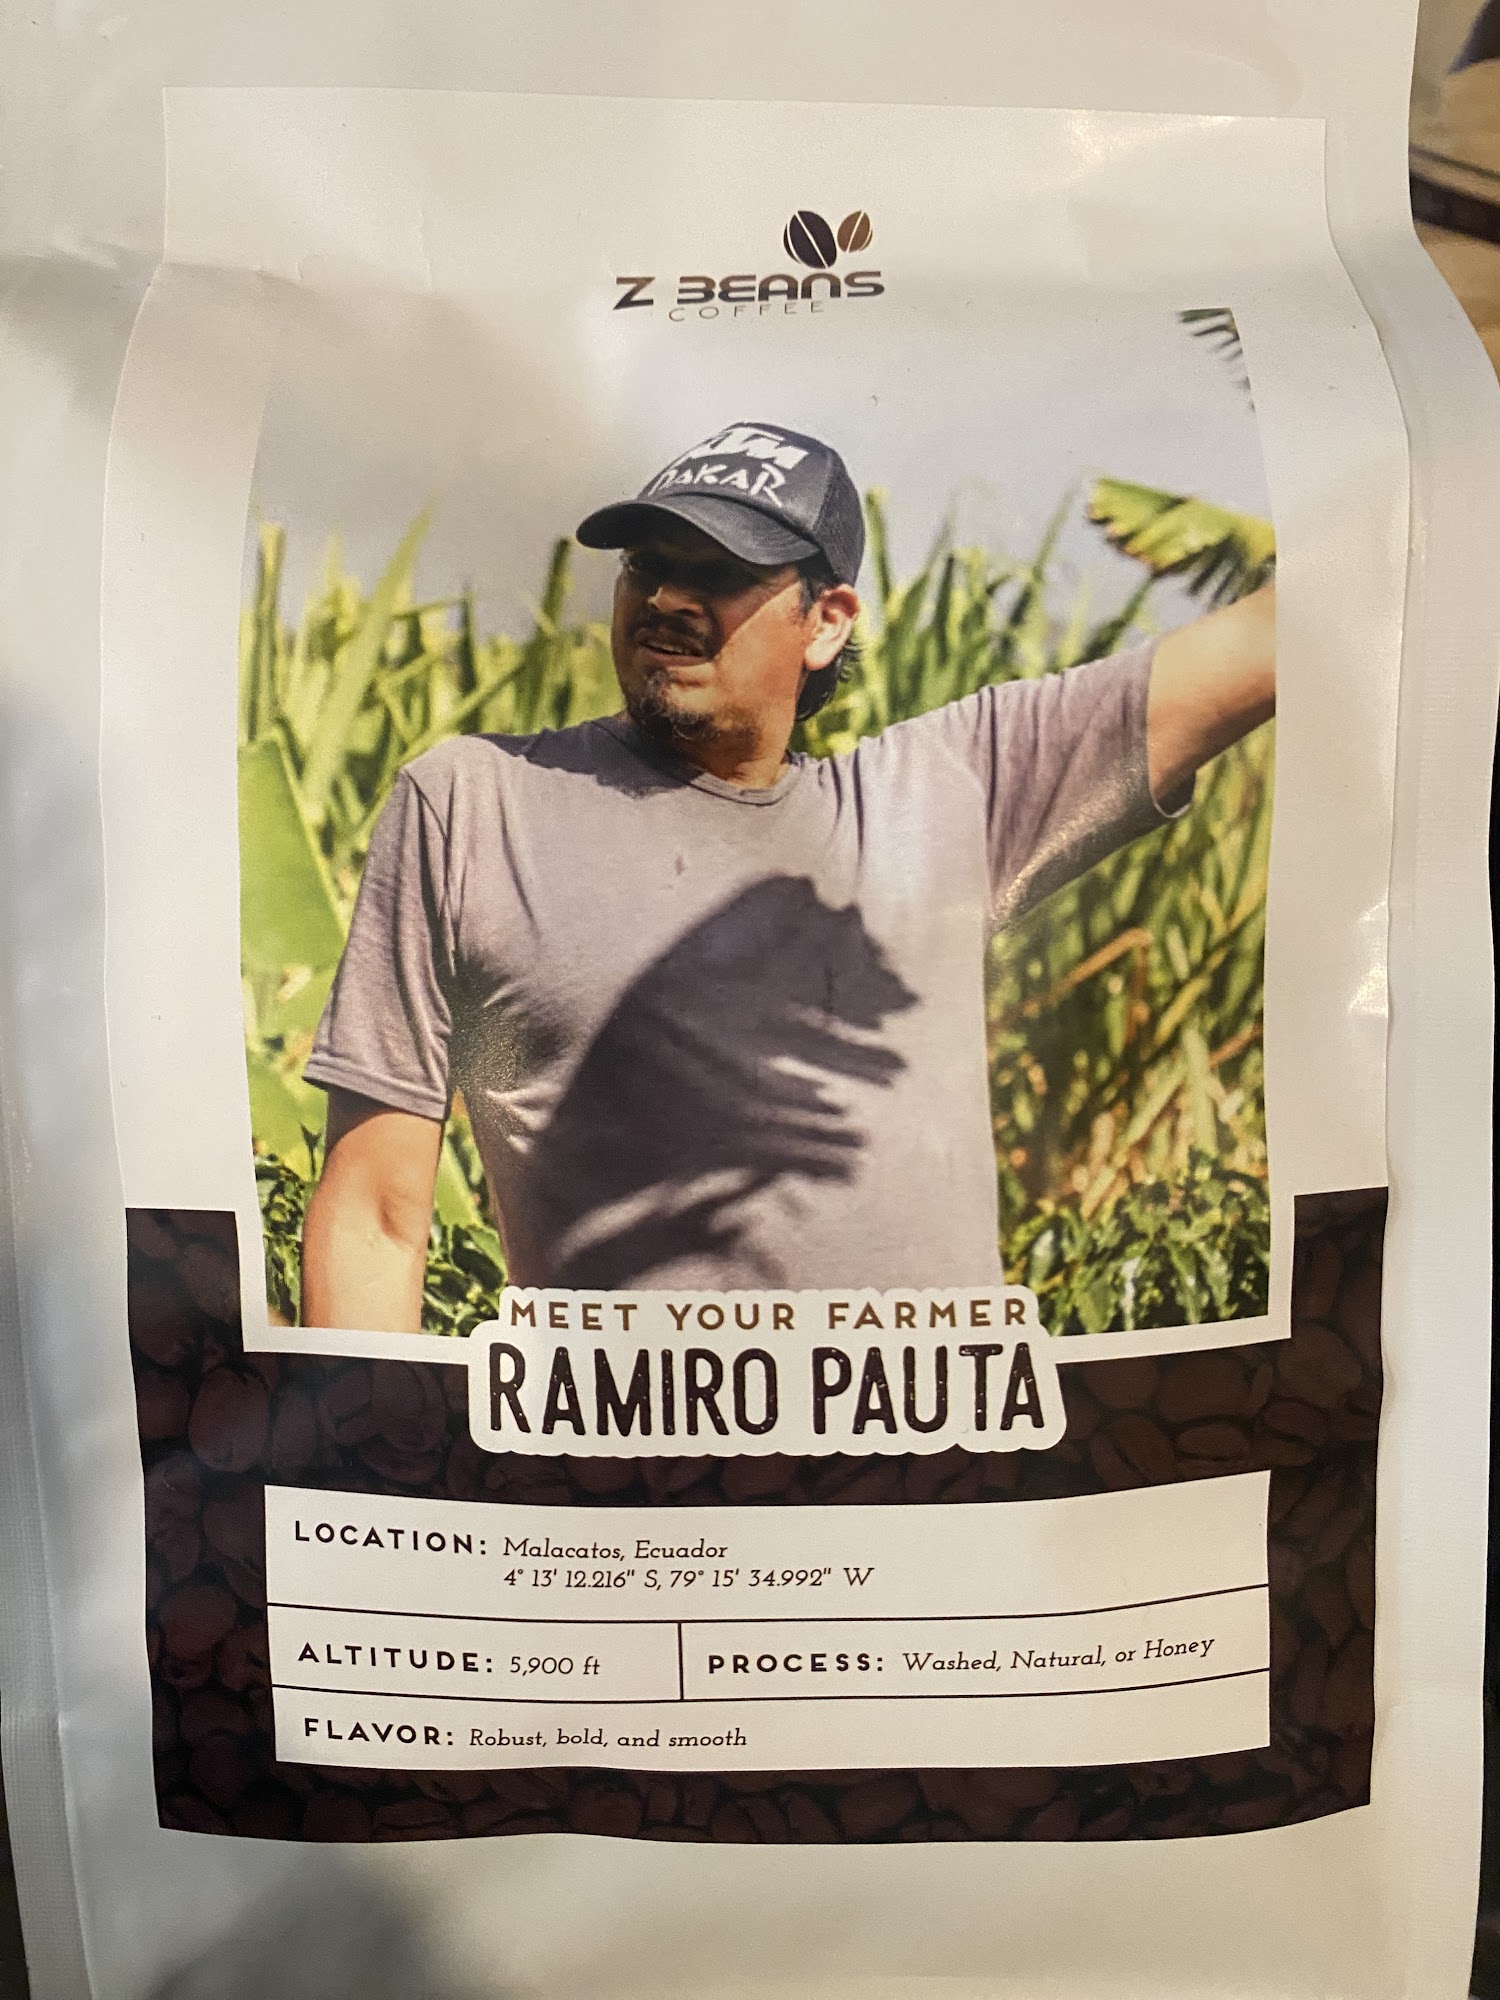 Z BEANS
COFFEE
KTM
DAKAR
MEET YOUR FARMER
RAMIRO PAUTA
LOCATION: Malacatos, Ecuador
4° 13' 12.216" S, 79° 15' 34.992" W
ALTITUDE: 5,900 ft
PROCESS: Washed, Natural, or Honey
FLAVOR: Robust, bold, and smooth